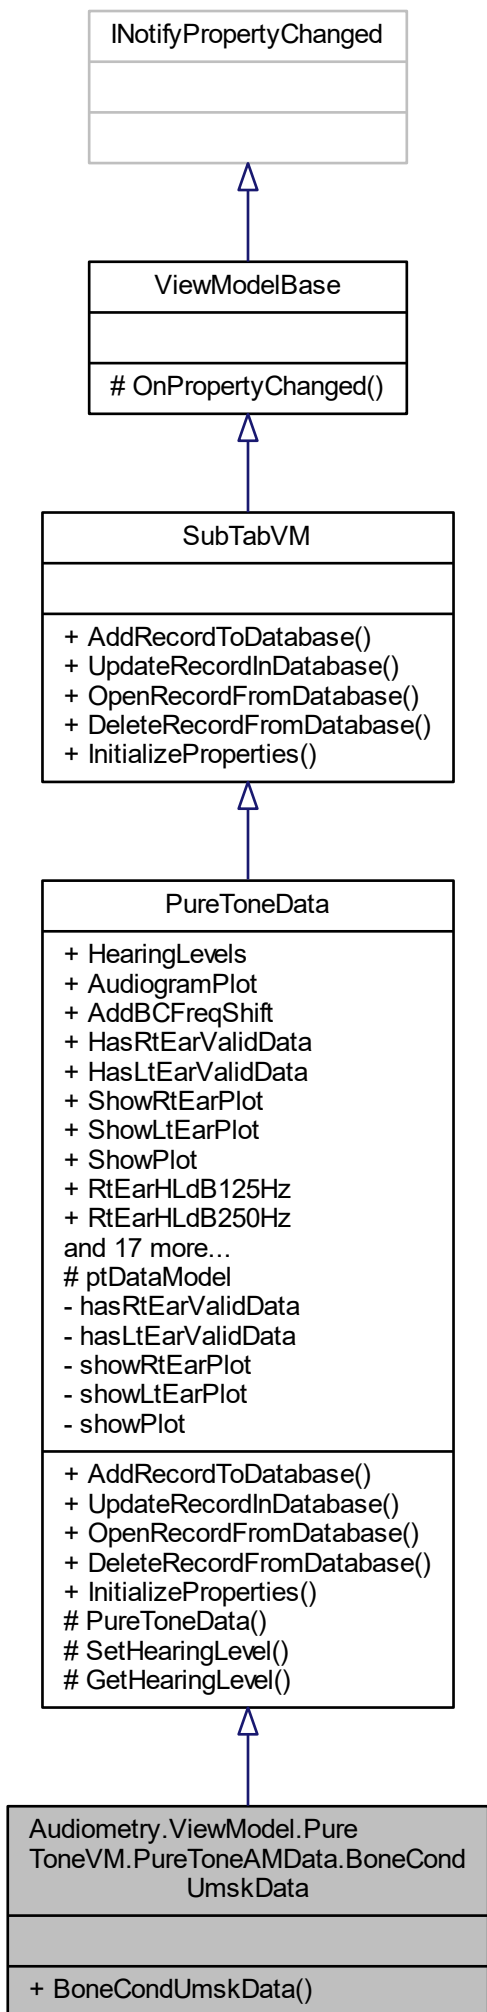 INotifyPropertyChanged
ViewModelBase
# OnPropertyChanged()
SubTabVM
+ AddRecordToDatabase()
+ UpdateRecordInDatabase()
+ OpenRecordFromDatabase()
+ DeleteRecordFromDatabase()
+ InitializeProperties()
PureToneData
+ HearingLevels
+ AudiogramPlot
+ AddBCFreqShift
+ HasRtEarValidData
+ HasLtEarValidData
+ ShowRtEarPlot
+ ShowLtEarPlot
+ ShowPlot
+ RtEarHLdB125Hz
+ RtEarHLdB250Hz
and 17 more...
# ptDataModel
- hasRtEarValidData
- hasLtEarValidData
- showRtEarPlot
- showLtEarPlot
- showPlot
+ AddRecordToDatabase()
+ UpdateRecordInDatabase()
+ OpenRecordFromDatabase()
+ DeleteRecordFromDatabase()
+ InitializeProperties()
# PureToneData()
# SetHearingLevel()
# GetHearingLevel()
Audiometry.ViewModel.Pure
ToneVM.PureToneAMData.BoneCond
UmskData
+ BoneCondUmskData()